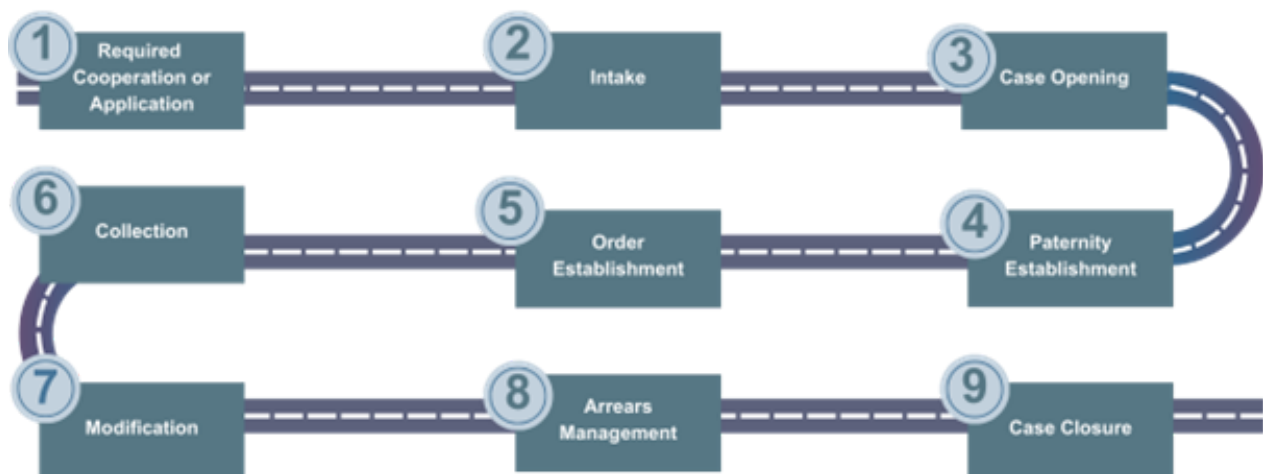 1
Required
Cooperation or
Application
2
Intake
3
Case Opening
4
Paternity
Establishment
5
Order
Establishment
6
Collection
7
Modification
8
Arrears
Management
9
Case Closure